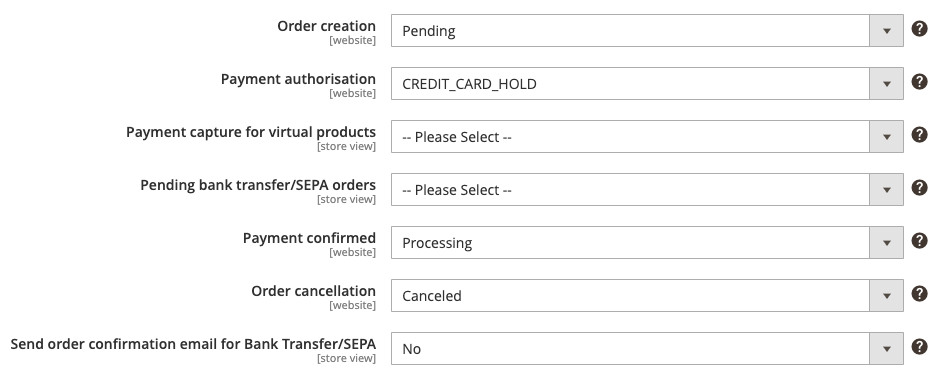 Order creation
[website]
Pending
Payment authorisation
[website]
CREDIT_CARD_HOLD
Payment capture for virtual products
[store view]
-- Please Select --
Pending bank transfer/SEPA orders
[store view]
-- Please Select --
Payment confirmed
[website]
Processing
Order cancellation
[website]
Canceled
Send order confirmation email for Bank Transfer/SEPA
[store view]
No